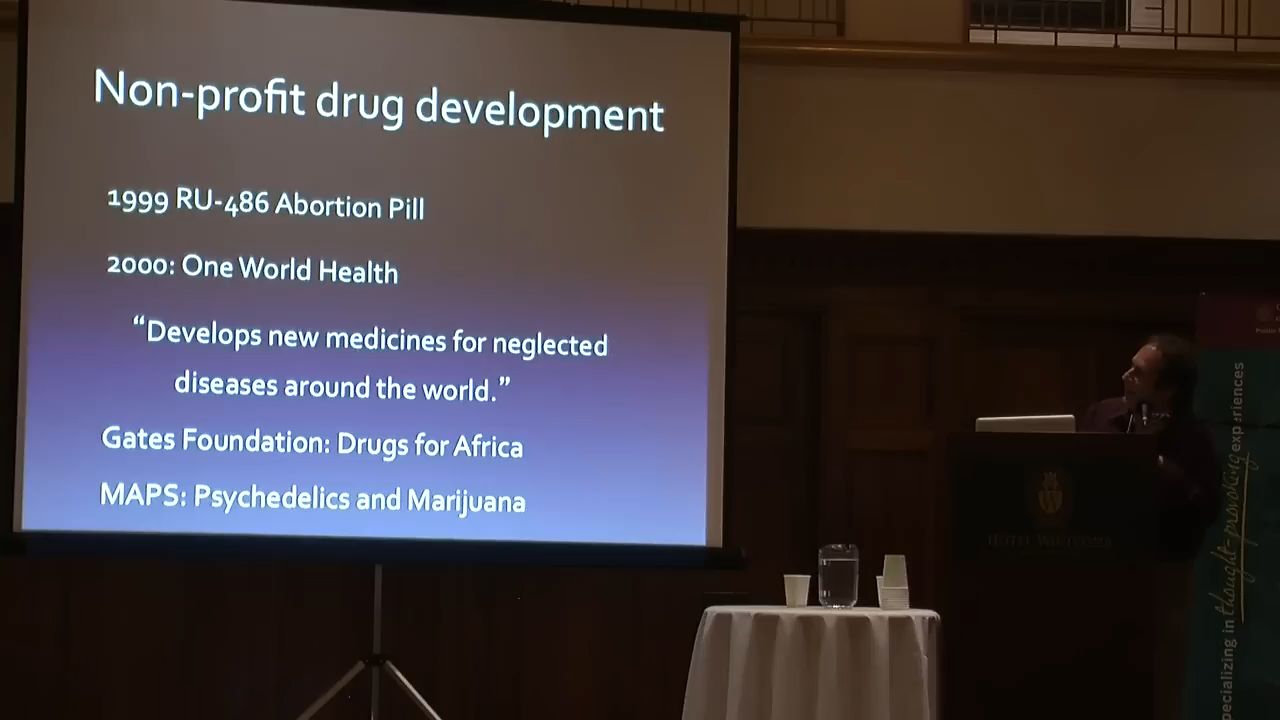 Non-profit drug development
1999 RU-486 Abortion Pill
2000: One World Health
“Develops new medicines for neglected
diseases around the world.”
Gates Foundation: Drugs for Africa
MAPS: Psychedelics and Marijuana
HOTEL WHITCOMB
specializing in thought-provoking experiences